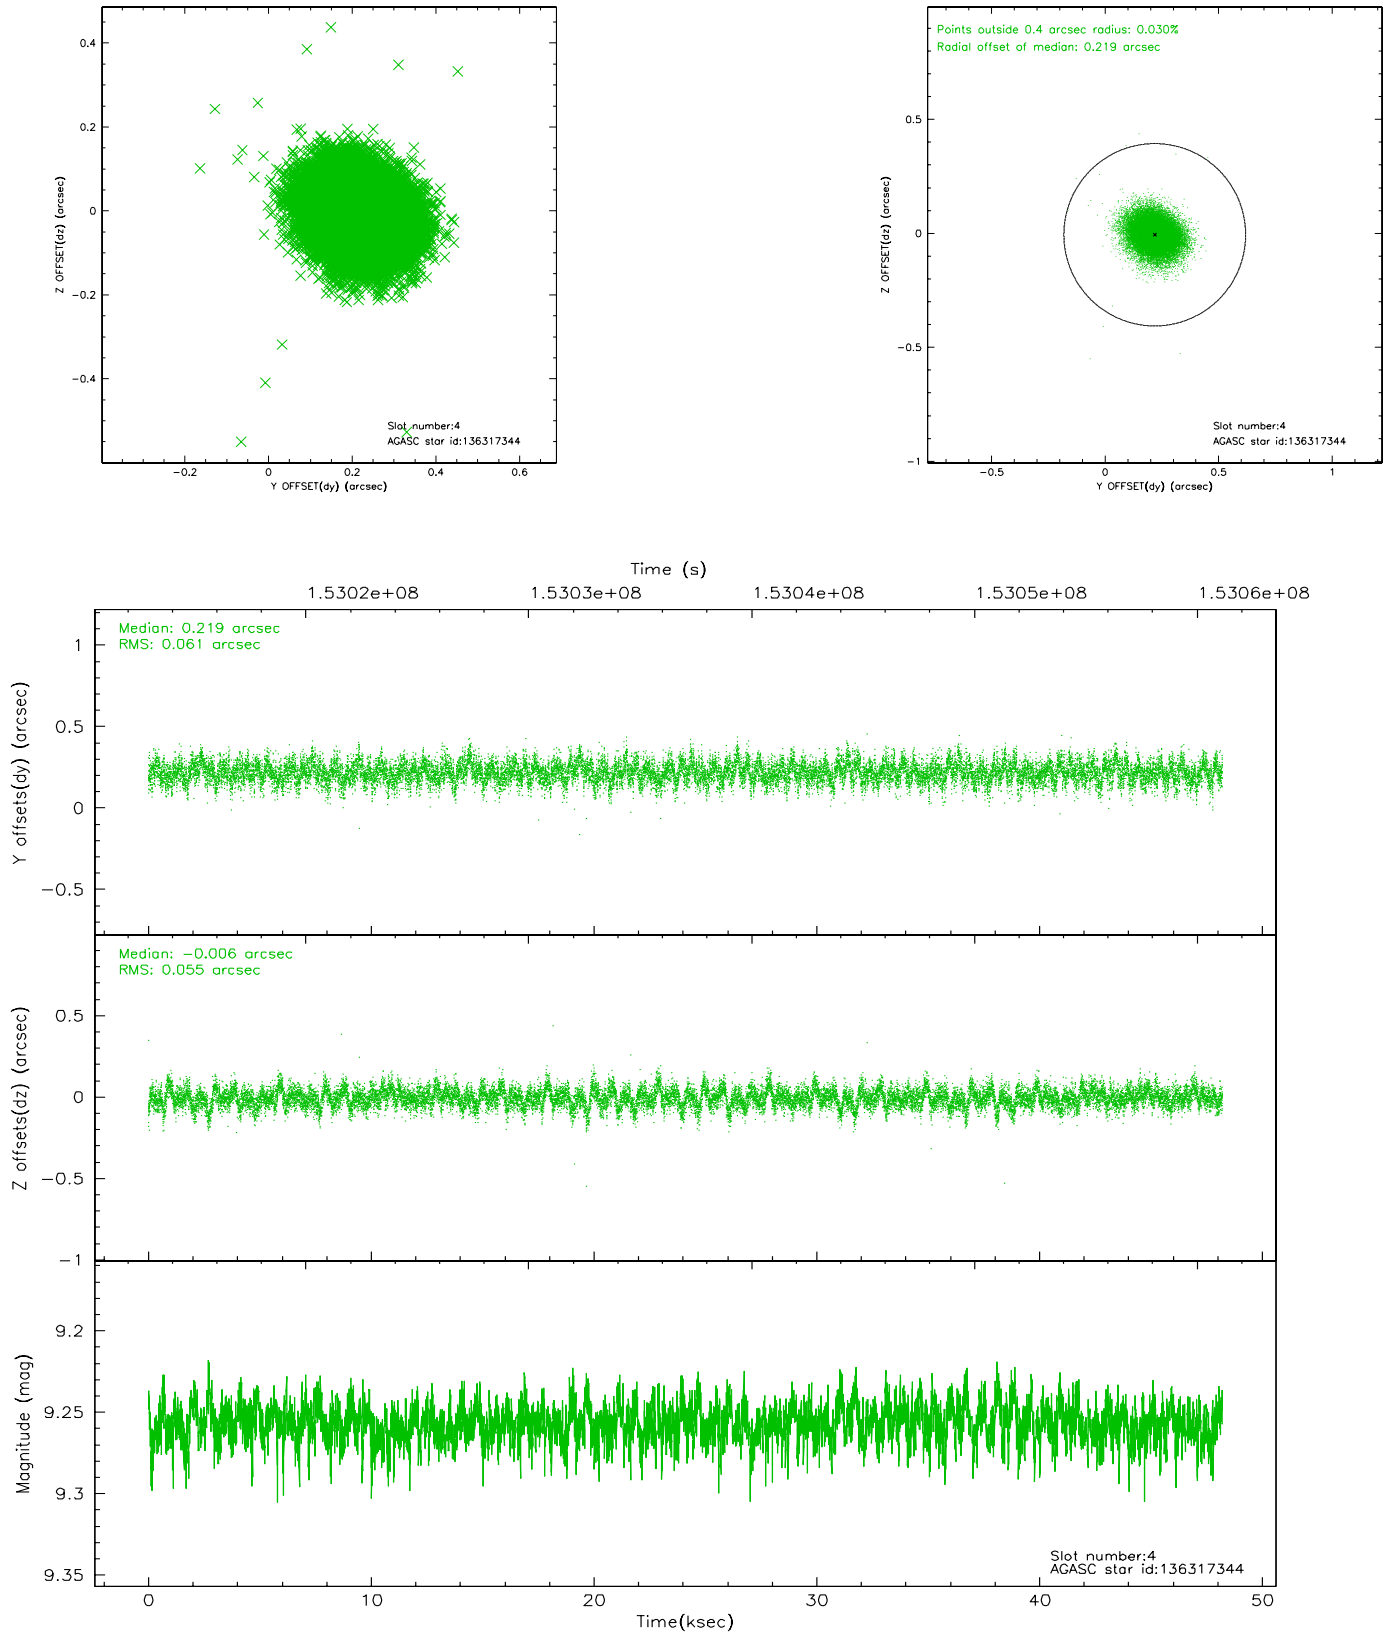 0.4
0.2
0
−0.2
−0.4
Z OFFSET(dz) (arcsec)
Slot number:4
AGASC star id:136317344
−0.2 0 0.2 0.4 0.6
Y OFFSET(dy) (arcsec)
Points outside 0.4 arcsec radius: 0.030%
Radial offset of median: 0.219 arcsec
0.5
0
−0.5
−1
Z OFFSET(dz) (arcsec)
Slot number:4
AGASC star id:136317344
−0.5 0 0.5 1
Y OFFSET(dy) (arcsec)
Time (s)
1.5302e+08 1.5303e+08 1.5304e+08 1.5305e+08 1.5306e+08
Median: 0.219 arcsec
RMS: 0.061 arcsec
1
0.5
0
−0.5
Y offsets(dy) (arcsec)
Median: −0.006 arcsec
RMS: 0.055 arcsec
0.5
0
−0.5
−1
Z offsets(dz) (arcsec)
9.2
9.25
9.3
9.35
Magnitude (mag)
Slot number:4
AGASC star id:136317344
0 10 20 30 40 50
Time(ksec)